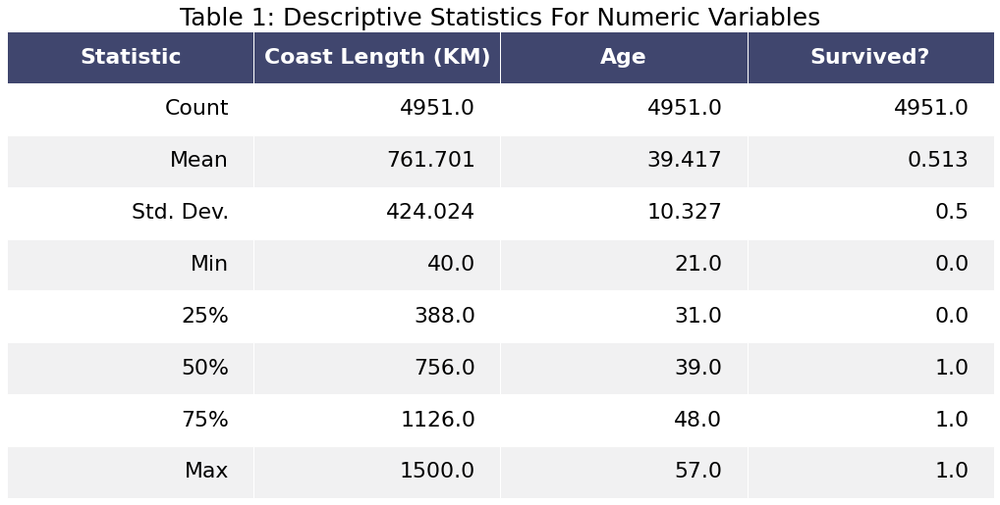 Table 1: Descriptive Statistics For Numeric Variables
Statistic Coast Length (KM) Age Survived?
Count 4951.0 4951.0 4951.0
Mean 761.701 39.417 0.513
Std. Dev. 424.024 10.327 0.5
Min 40.0 21.0 0.0
25% 388.0 31.0 0.0
50% 756.0 39.0 1.0
75% 1126.0 48.0 1.0
Max 1500.0 57.0 1.0